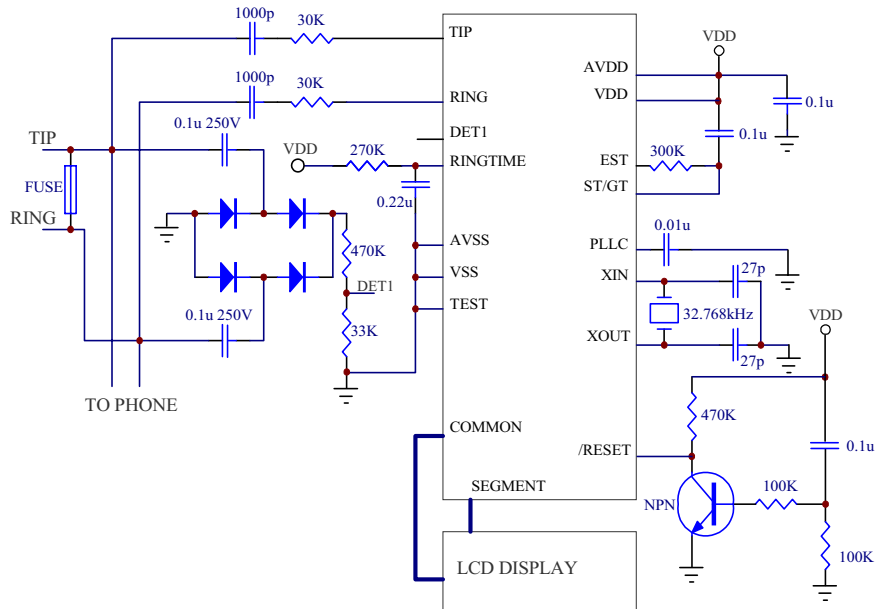 1000p
30K
TIP
1000p
30K
RING
0.1u 250V
DET1
TIP
VDD
270K
RINGTIME
FUSE
0.22u
RING
AVSS
470K
VSS
DET1
TEST
0.1u 250V
33K
TO PHONE
COMMON
SEGMENT
LCD DISPLAY
VDD
AVDD
VDD
0.1u
0.1u
300K
EST
ST/GT
0.01u
PLLC
XIN
27p
32.768kHz
XOUT
27p
VDD
470K
/RESET
0.1u
100K
NPN
100K